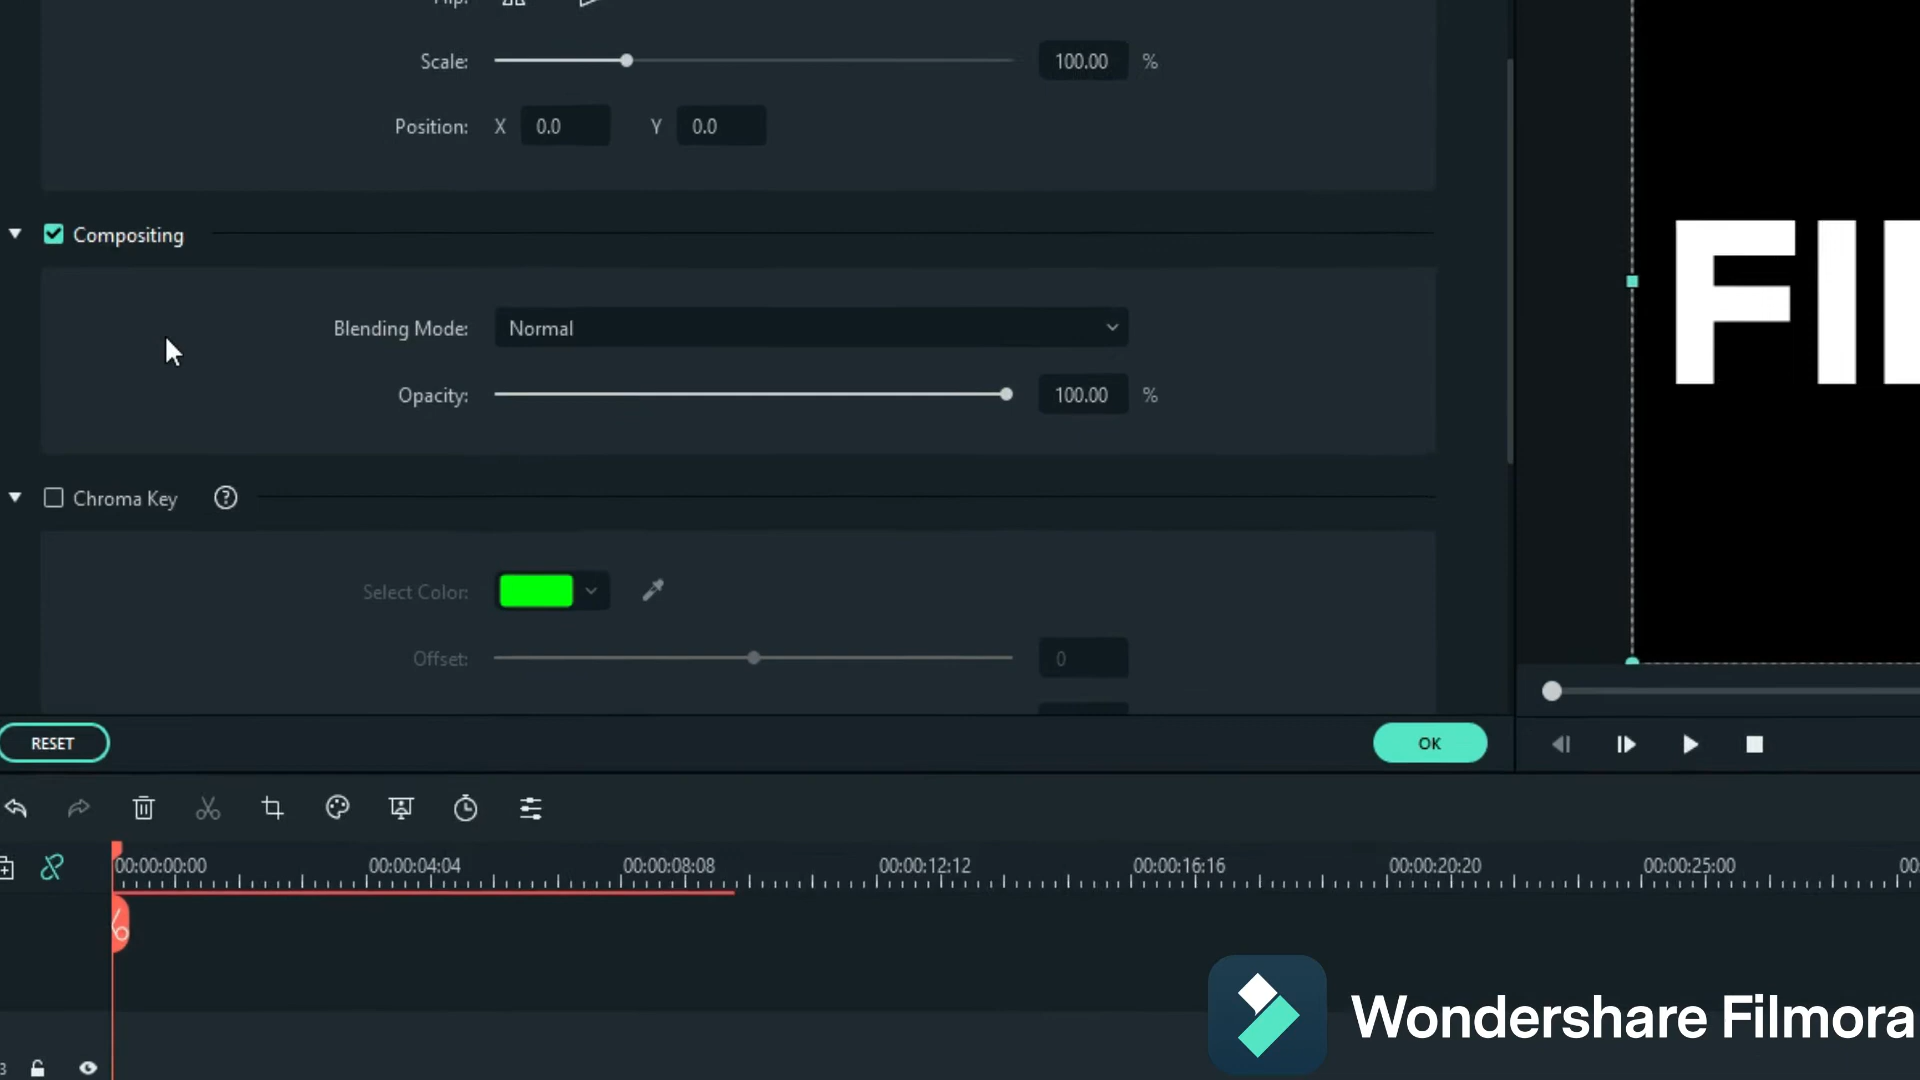 Flip:
Scale: 100.00 %
Position: X 0.0 Y 0.0
Compositing
Blending Mode: Normal
Opacity: 100.00 %
Chroma Key ?
Select Color:
Offset: 0
RESET
OK
00:00:00:00 00:00:04:04 00:00:08:08 00:00:12:12 00:00:16:16 00:00:20:20 00:00:25:00
Wondershare Filmora
3